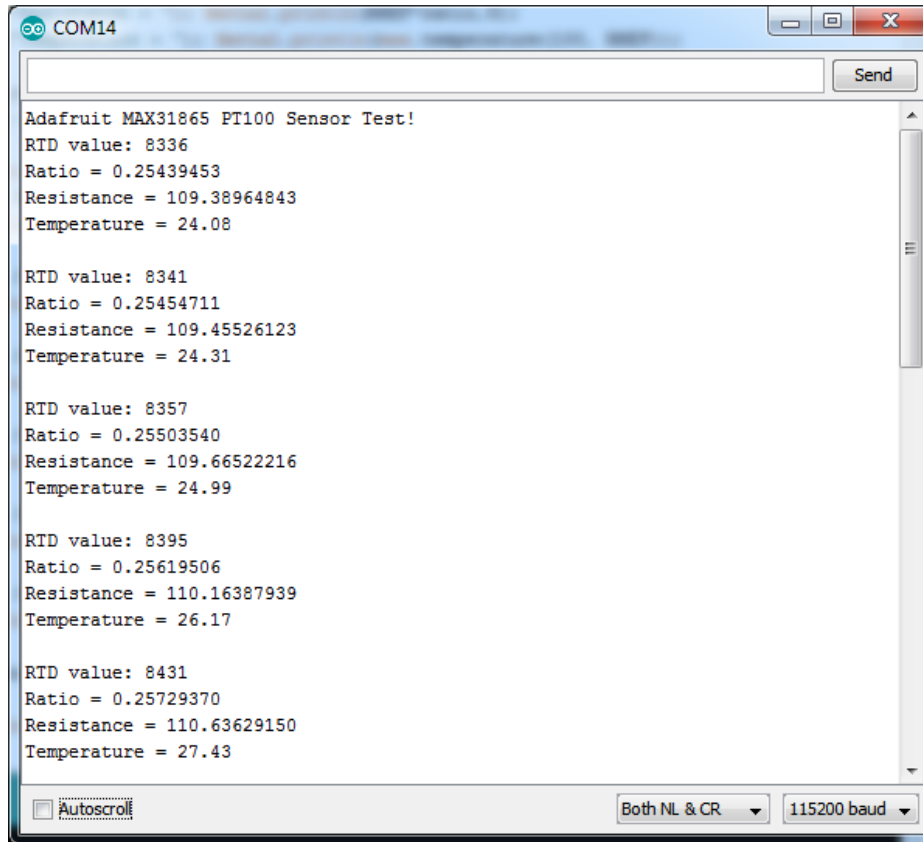 COM14
Send
Adafruit MAX31865 PT100 Sensor Test!
RTD value: 8336
Ratio = 0.25439453
Resistance = 109.38964843
Temperature = 24.08
RTD value: 8341
Ratio = 0.25454711
Resistance = 109.45526123
Temperature = 24.31
RTD value: 8357
Ratio = 0.25503540
Resistance = 109.66522216
Temperature = 24.99
RTD value: 8395
Ratio = 0.25619506
Resistance = 110.16387939
Temperature = 26.17
RTD value: 8431
Ratio = 0.25729370
Resistance = 110.63629150
Temperature = 27.43
Autoscroll
Both NL & CR
115200 baud